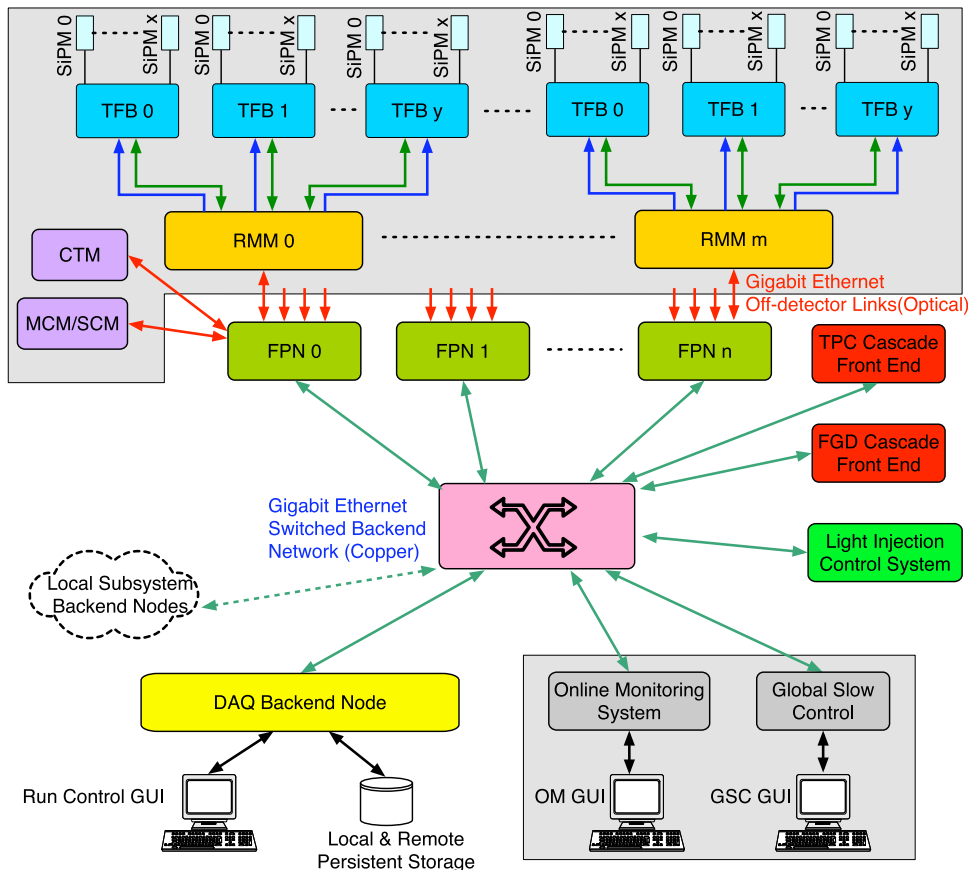 SiPM 0
SiPM x
SiPM 0
SiPM x
SiPM 0
SiPM x
SiPM 0
SiPM x
SiPM 0
SiPM x
SiPM 0
SiPM x
TFB 0
TFB 1
TFB y
TFB 0
TFB 1
TFB y
RMM 0
RMM m
CTM
MCM/SCM
Gigabit Ethernet
Off-detector Links(Optical)
FPN 0
FPN 1
FPN n
TPC Cascade
Front End
FGD Cascade
Front End
Gigabit Ethernet
Switched Backend
Network (Copper)
Light Injection
Control System
Local Subsystem
Backend Nodes
DAQ Backend Node
Online Monitoring
System
Global Slow
Control
Run Control GUI
Local & Remote
Persistent Storage
OM GUI
GSC GUI